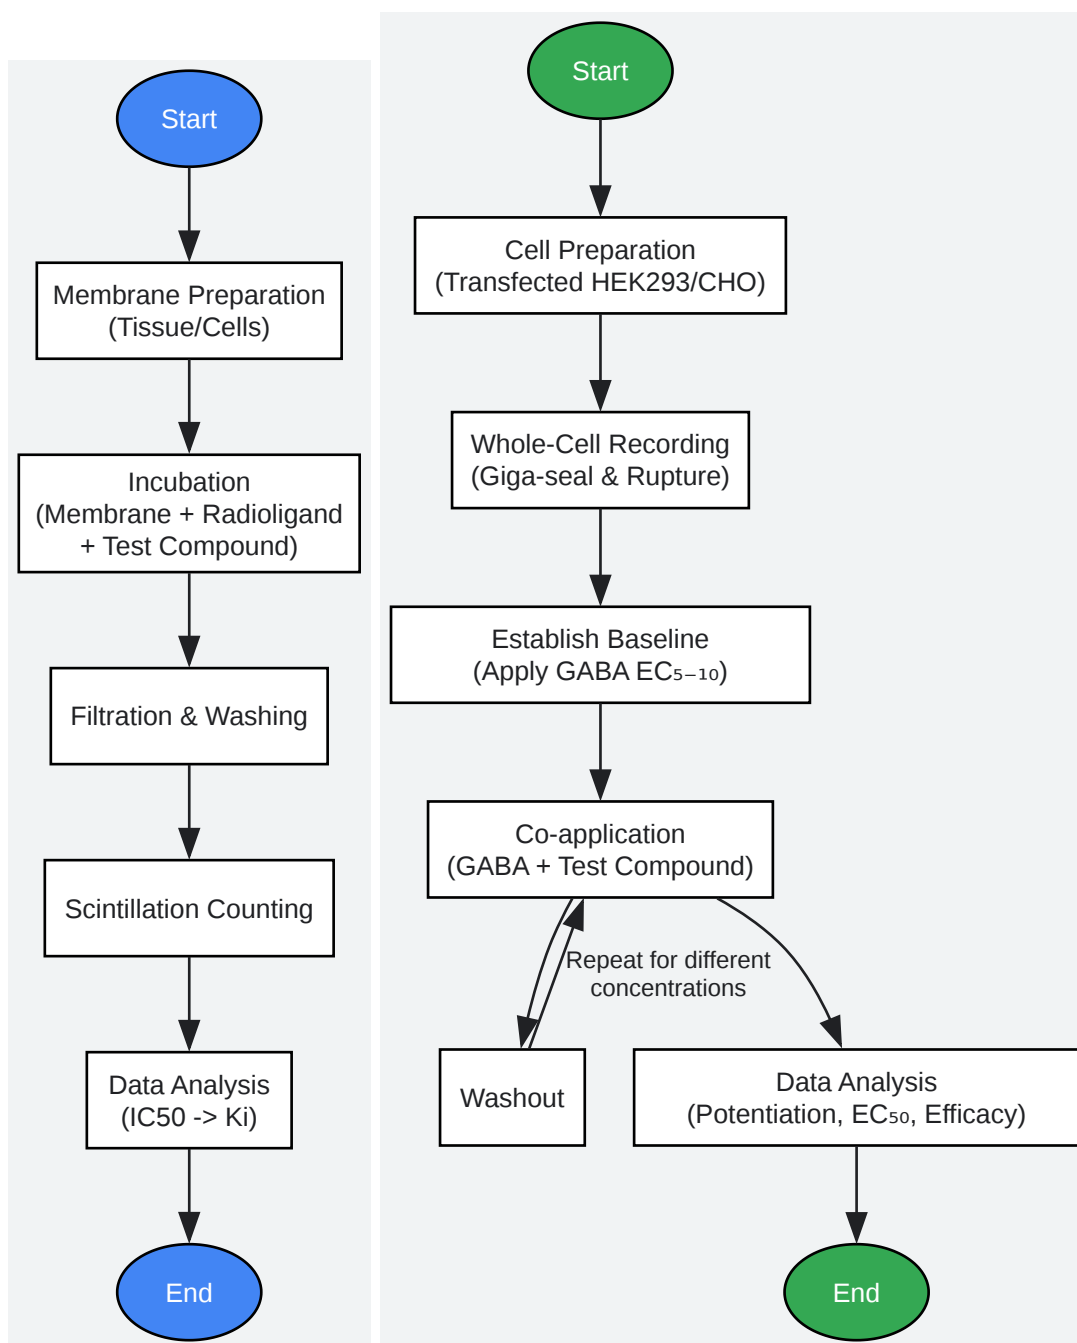 Start
Membrane Preparation
(Tissue/Cells)
Incubation
(Membrane + Radioligand
+ Test Compound)
Filtration & Washing
Scintillation Counting
Data Analysis
(IC50 -> Ki)
End
Start
Cell Preparation
(Transfected HEK293/CHO)
Whole-Cell Recording
(Giga-seal & Rupture)
Establish Baseline
(Apply GABA EC₅₋₁₀)
Co-application
(GABA + Test Compound)
Repeat for different
concentrations
Washout
Data Analysis
(Potentiation, EC₅₀, Efficacy)
End